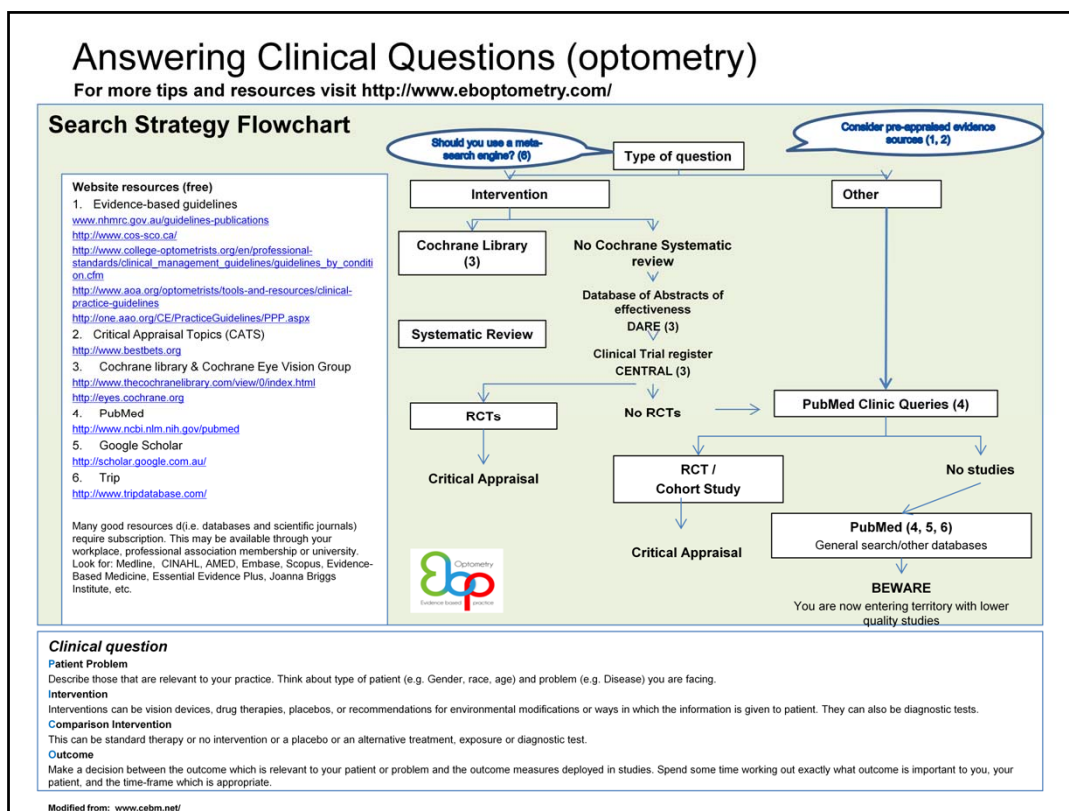 Answering Clinical Questions (optometry)
For more tips and resources visit http://www.eboptometry.com/
Search Strategy Flowchart
Should you use a meta-
search engine? (6)
Consider pre-appraised evidence
sources (1, 2)
Type of question
Intervention
Other
Cochrane Library
(3)
No Cochrane Systematic
review
Database of Abstracts of
effectiveness
DARE (3)
Systematic Review
Clinical Trial register
CENTRAL (3)
RCTs
No RCTs
PubMed Clinic Queries (4)
Critical Appraisal
RCT /
Cohort Study
No studies
Critical Appraisal
PubMed (4, 5, 6)
General search/other databases
BEWARE
You are now entering territory with lower
quality studies
Website resources (free)
1. Evidence-based guidelines
www.nhmrc.gov.au/guidelines-publications
http://www.cos-sco.ca/
http://www.college-optometrists.org/en/professional-
standards/clinical_management_guidelines/guidelines_by_conditi
on.cfm
http://www.aoa.org/optometrists/tools-and-resources/clinical-
practice-guidelines
http://one.aao.org/CE/PracticeGuidelines/PPP.aspx
2. Critical Appraisal Topics (CATS)
http://www.bestbets.org
3. Cochrane library & Cochrane Eye Vision Group
http://www.thecochranelibrary.com/view/0/index.html
http://eyes.cochrane.org
4. PubMed
http://www.ncbi.nlm.nih.gov/pubmed
5. Google Scholar
http://scholar.google.com.au/
6. Trip
http://www.tripdatabase.com/
Many good resources d(i.e. databases and scientific journals)
require subscription. This may be available through your
workplace, professional association membership or university.
Look for: Medline, CINAHL, AMED, Embase, Scopus, Evidence-
Based Medicine, Essential Evidence Plus, Joanna Briggs
Institute, etc.
Optometry
ebp
Evidence based practice
Clinical question
Patient Problem
Describe those that are relevant to your practice. Think about type of patient (e.g. Gender, race, age) and problem (e.g. Disease) you are facing.
Intervention
Interventions can be vision devices, drug therapies, placebos, or recommendations for environmental modifications or ways in which the information is given to patient. They can also be diagnostic tests.
Comparison Intervention
This can be standard therapy or no intervention or a placebo or an alternative treatment, exposure or diagnostic test.
Outcome
Make a decision between the outcome which is relevant to your patient or problem and the outcome measures deployed in studies. Spend some time working out exactly what outcome is important to you, your
patient, and the time-frame which is appropriate.
Modified from: www.cebm.net/